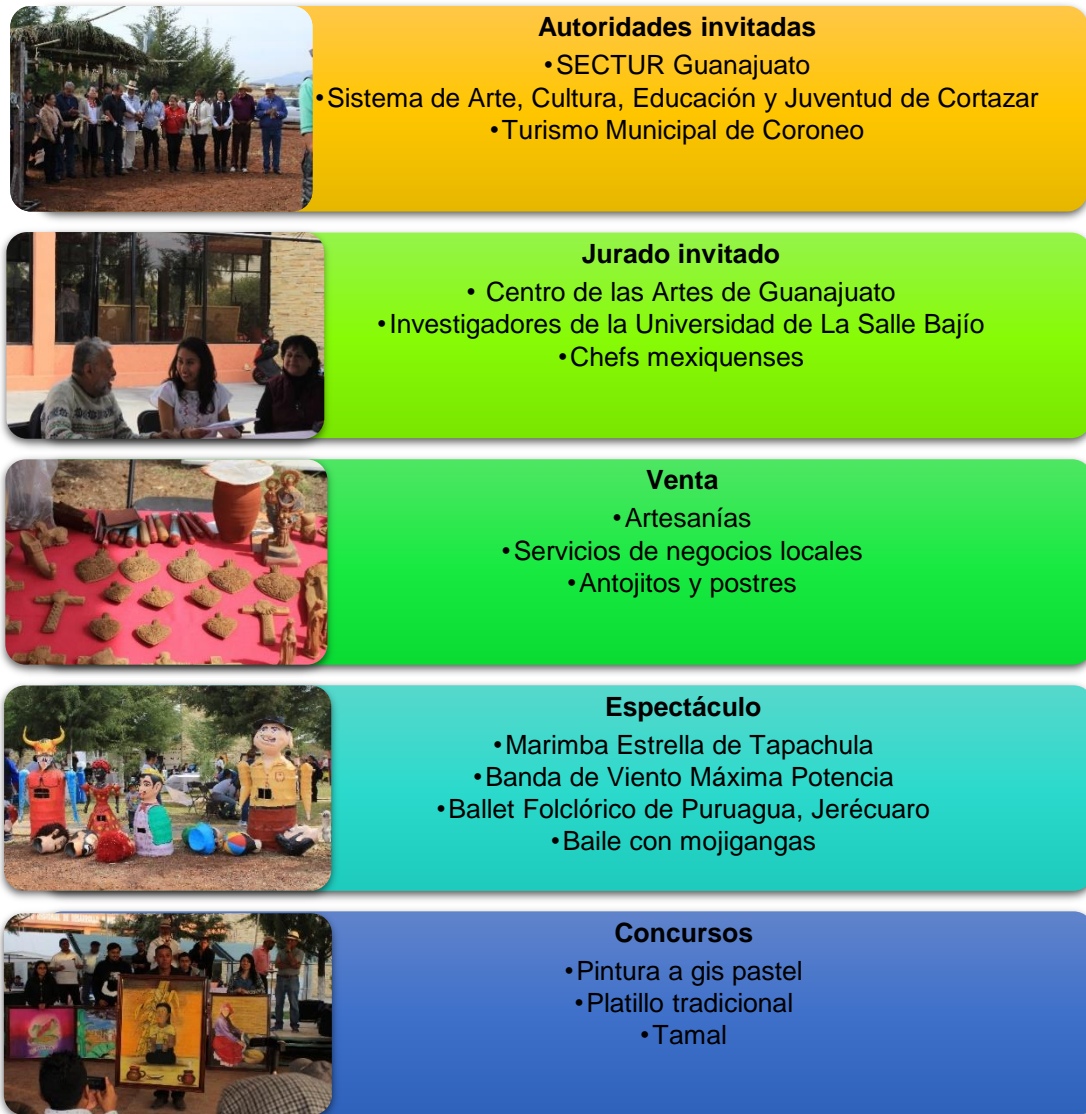 Autoridades invitadas
•SECTUR Guanajuato
•Sistema de Arte, Cultura, Educación y Juventud de Cortazar
•Turismo Municipal de Coroneo
Jurado invitado
• Centro de las Artes de Guanajuato
•Investigadores de la Universidad de La Salle Bajío
•Chefs mexiquenses
Venta
•Artesanías
•Servicios de negocios locales
•Antojitos y postres
Espectáculo
•Marimba Estrella de Tapachula
•Banda de Viento Máxima Potencia
•Ballet Folclórico de Puruagua, Jerécuaro
•Baile con mojigangas
Concursos
•Pintura a gis pastel
•Platillo tradicional
•Tamal